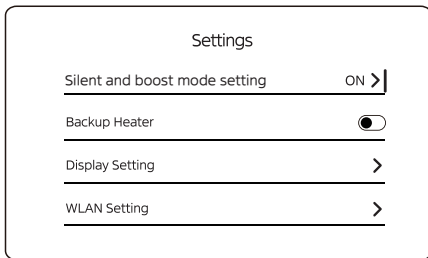 Settings
Silent and boost mode setting ON
Backup Heater
Display Setting
WLAN Setting